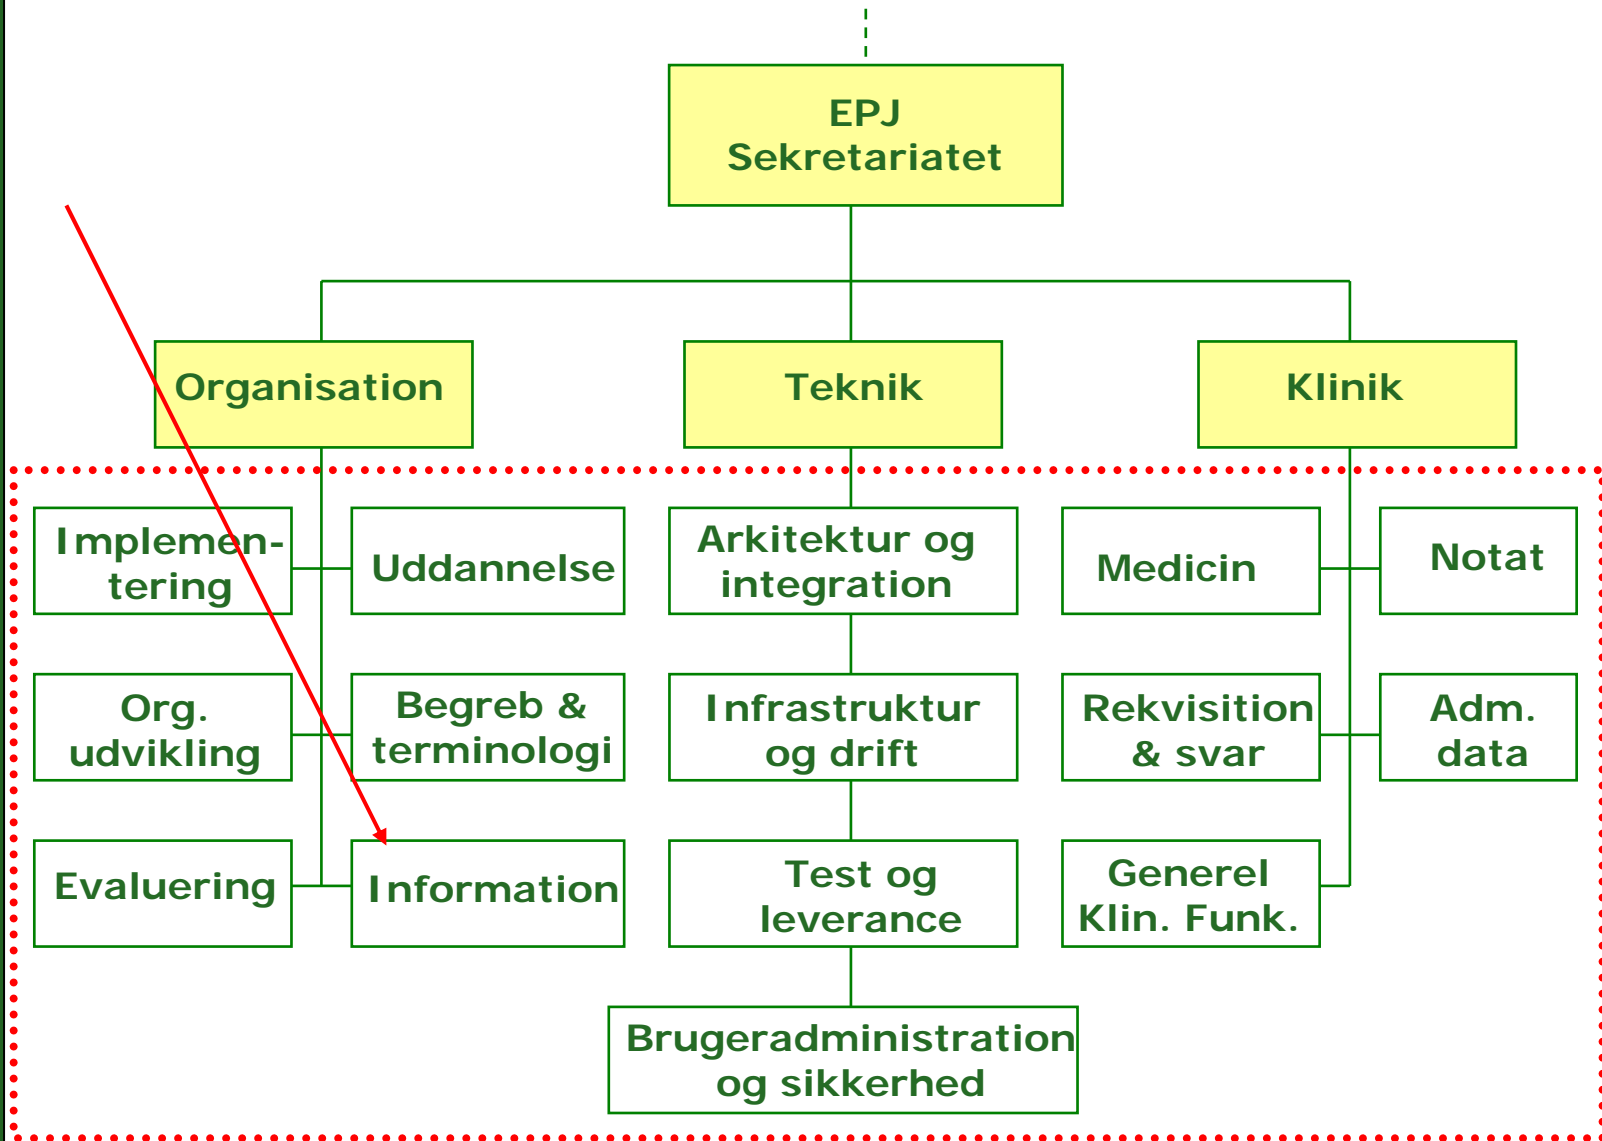 EPJ
Sekretariatet
Organisation
Teknik
Klinik
Implemen-
tering
Uddannelse
Arkitektur og
integration
Medicin
Notat
Org.
udvikling
Begreb &
terminologi
Infrastruktur
og drift
Rekvisition
& svar
Adm.
data
Evaluering
Information
Test og
leverance
Generel
Klin. Funk.
Brugeradministration
og sikkerhed